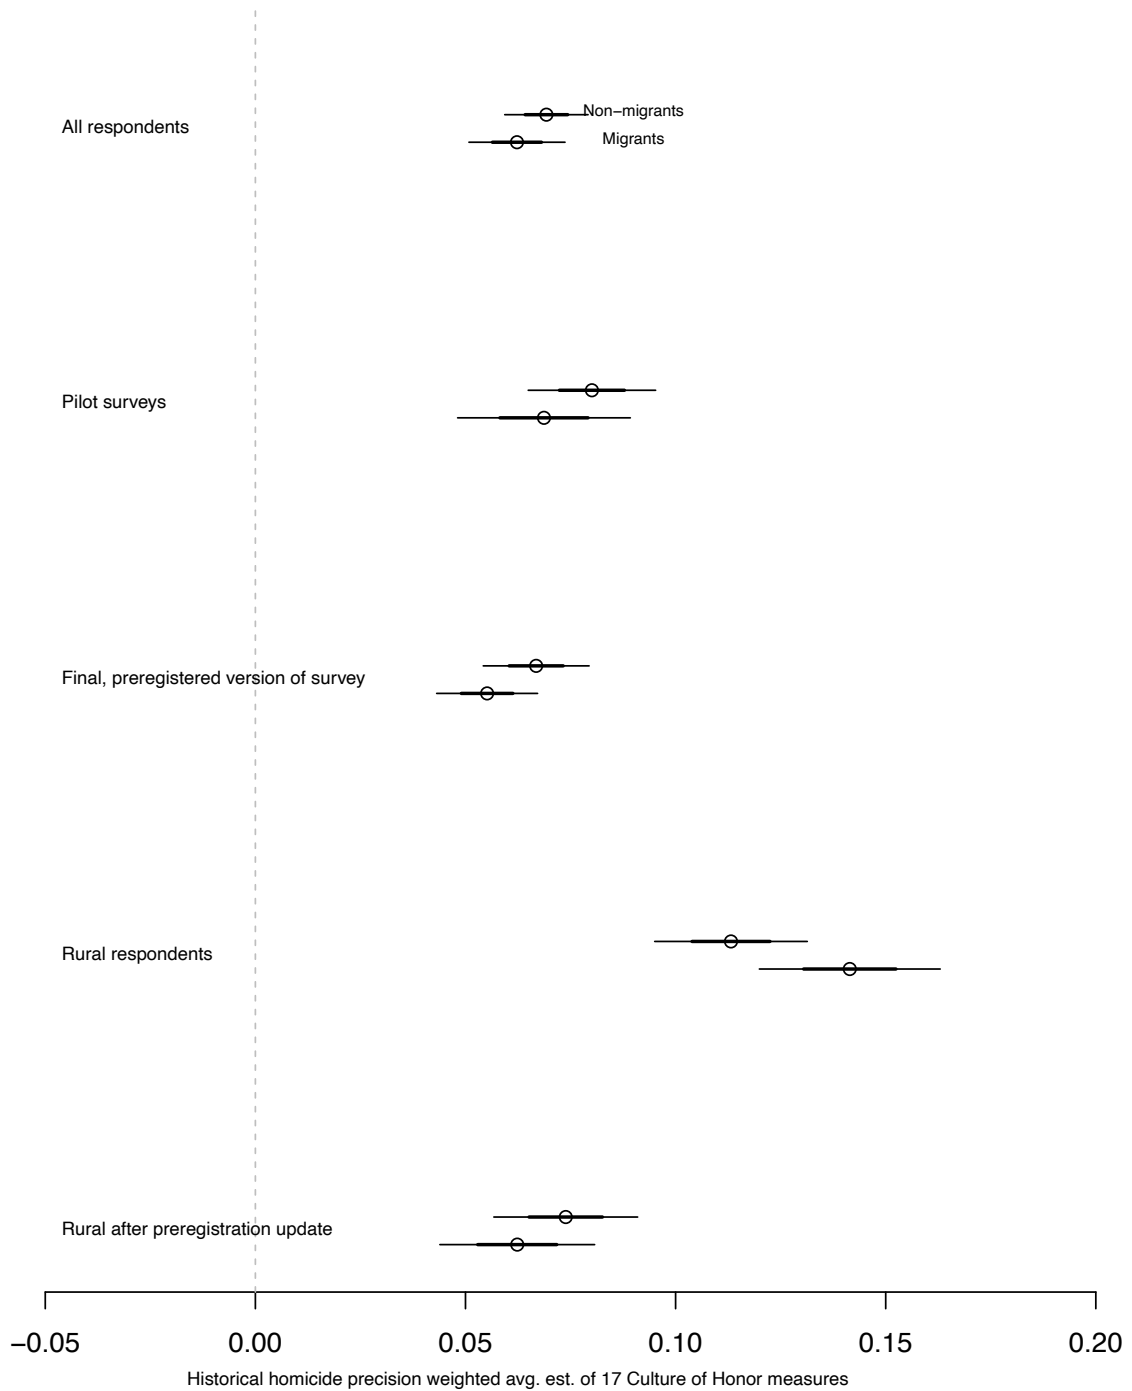 All respondents
Non−migrants
Migrants
Pilot surveys
Final, preregistered version of survey
Rural respondents
Rural after preregistration update
−0.05 0.00 0.05 0.10 0.15 0.20
Historical homicide precision weighted avg. est. of 17 Culture of Honor measures